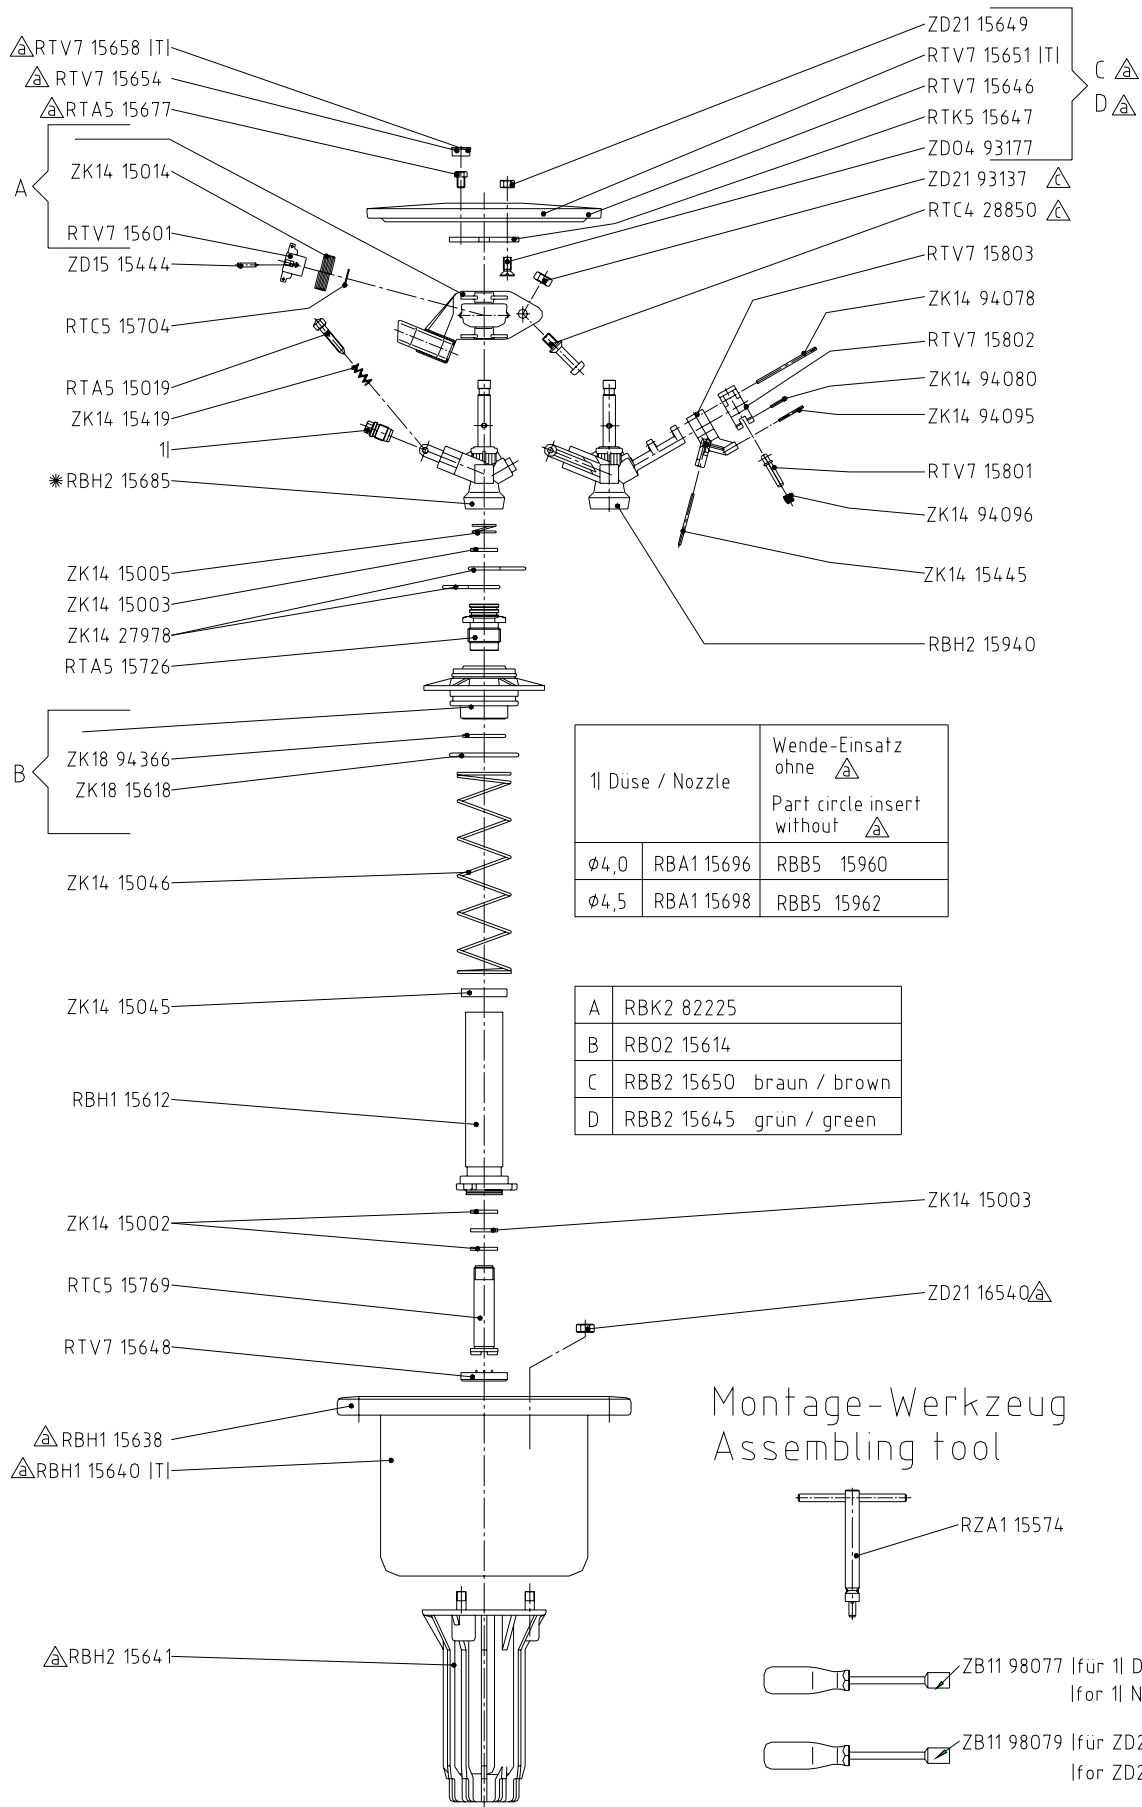 a RTV7 15658 |T|
a RTV7 15654
a RTA5 15677
A
ZK14 15014
RTV7 15601
ZD15 15444
RTC5 15704
RTA5 15019
ZK14 15419
1|
✳RBH2 15685
ZK14 15005
ZK14 15003
ZK14 27978
RTA5 15726
B
ZK18 94366
ZK18 15618
ZK14 15046
ZK14 15045
RBH1 15612
ZK14 15002
RTC5 15769
RTV7 15648
a RBH1 15638
a RBH1 15640 |T|
a RBH2 15641
ZD21 15649
RTV7 15651 |T|
RTV7 15646
RTK5 15647
ZD04 93177
C a
D a
ZD21 93137 c
RTC4 28850 c
RTV7 15803
ZK14 94078
RTV7 15802
ZK14 94080
ZK14 94095
RTV7 15801
ZK14 94096
ZK14 15445
RBH2 15940
1| Düse / Nozzle
Wende-Einsatz
ohne a
Part circle insert
without a
φ4,0 RBA1 15696 RBB5 15960
φ4,5 RBA1 15698 RBB5 15962
A RBK2 82225
B RBO2 15614
C RBB2 15650 braun / brown
D RBB2 15645 grün / green
ZK14 15003
ZD21 16540 a
Montage-Werkzeug
Assembling tool
RZA1 15574
ZB11 98077 |für 1| D
|for 1| N
ZB11 98079 |für ZD2
|for ZD2